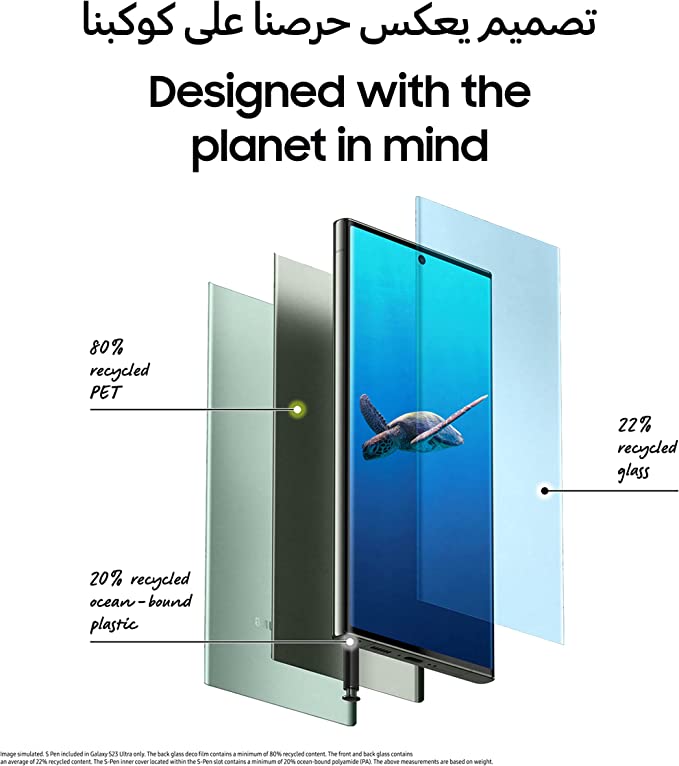 تصميم يعكس حرصنا على كوكبنا
Designed with the
planet in mind
80%
recycled
PET
22%
recycled
glass
20% recycled
ocean-bound
plastic
Image simulated. S Pen included in Galaxy S23 Ultra only. The back glass deco film contains a minimum of 80% recycled content. The front and back glass contains
an average of 22% recycled content. The S-Pen inner cover located within the S-Pen slot contains a minimum of 20% ocean-bound polyamide (PA). The above measurements are based on weight.